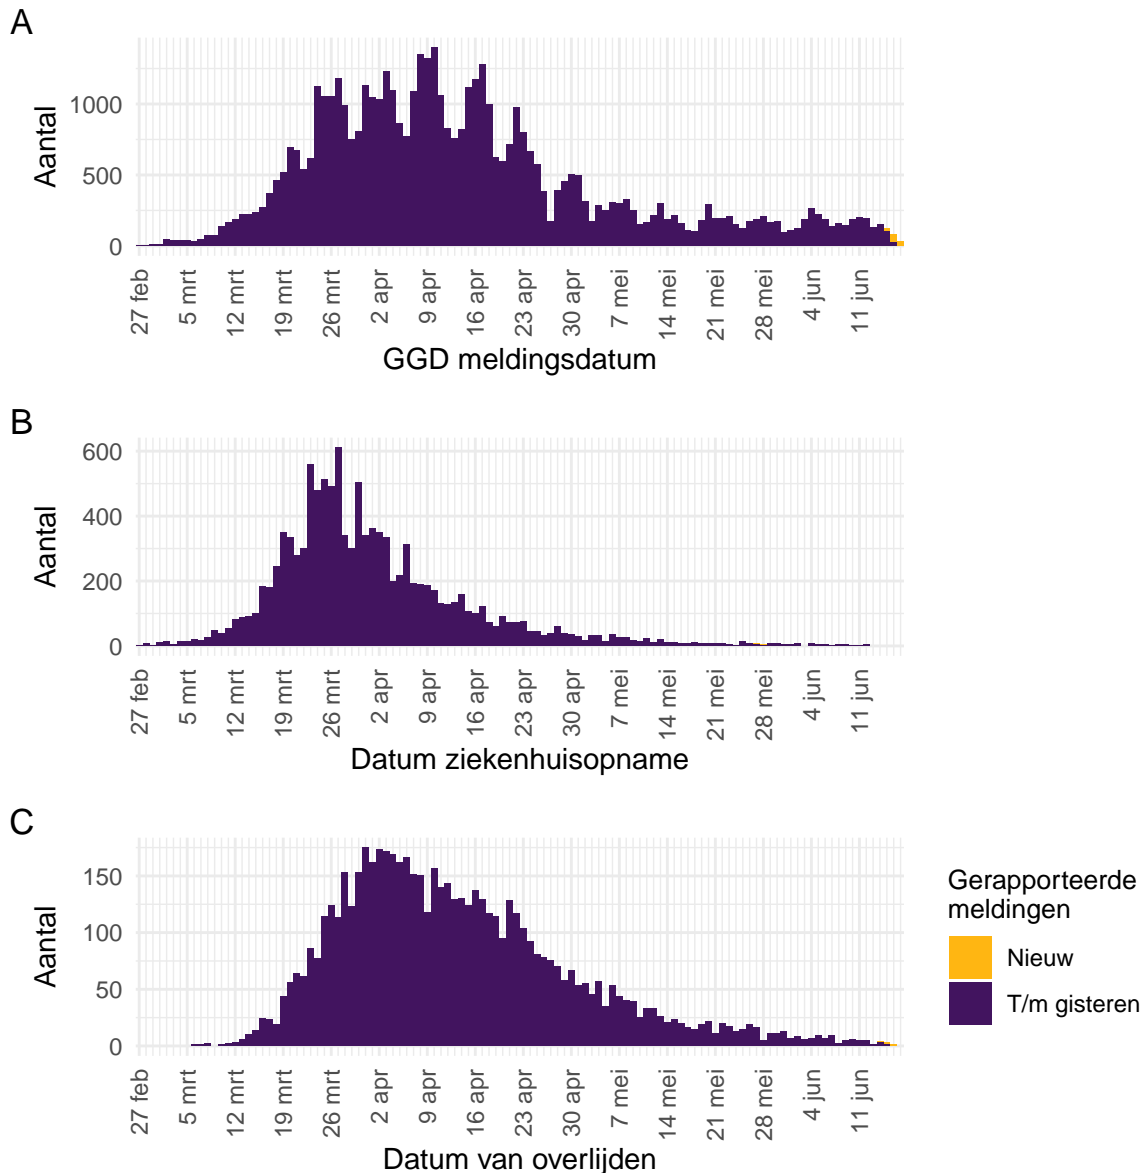 A
Aantal
1000
500
0
27 feb
5 mrt
12 mrt
19 mrt
26 mrt
2 apr
9 apr
16 apr
23 apr
30 apr
7 mei
14 mei
21 mei
28 mei
4 jun
11 jun
GGD meldingsdatum
B
Aantal
600
400
200
0
27 feb
5 mrt
12 mrt
19 mrt
26 mrt
2 apr
9 apr
16 apr
23 apr
30 apr
7 mei
14 mei
21 mei
28 mei
4 jun
11 jun
Datum ziekenhuisopname
C
Aantal
150
100
50
0
27 feb
5 mrt
12 mrt
19 mrt
26 mrt
2 apr
9 apr
16 apr
23 apr
30 apr
7 mei
14 mei
21 mei
28 mei
4 jun
11 jun
Datum van overlijden
Gerapporteerde
meldingen
Nieuw
T/m gisteren